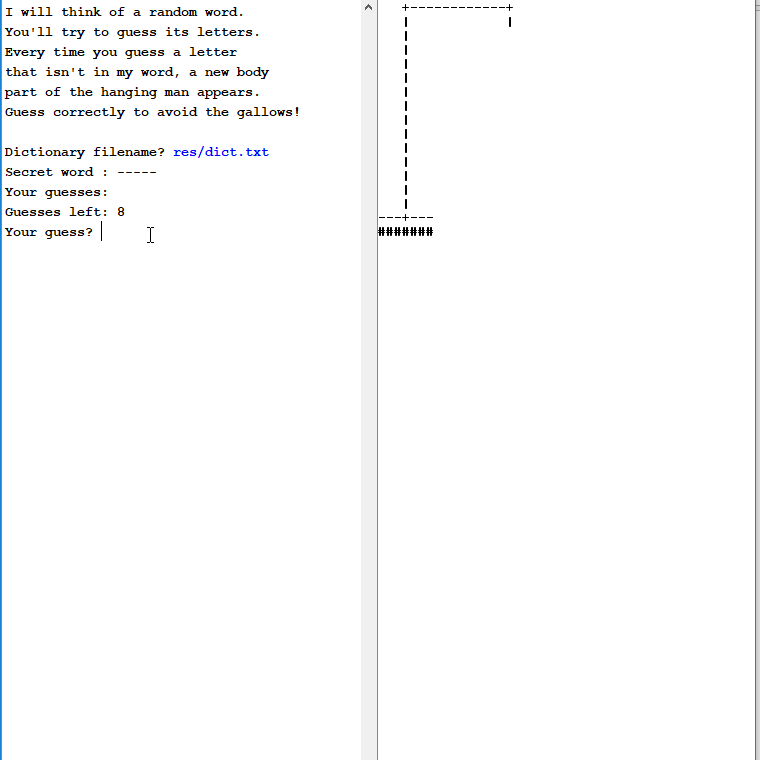 I will think of a random word.
You'll try to guess its letters.
Every time you guess a letter
that isn't in my word, a new body
part of the hanging man appears.
Guess correctly to avoid the gallows!
Dictionary filename? res/dict.txt
Secret word : -----
Your guesses:
Guesses left: 8
Your guess?